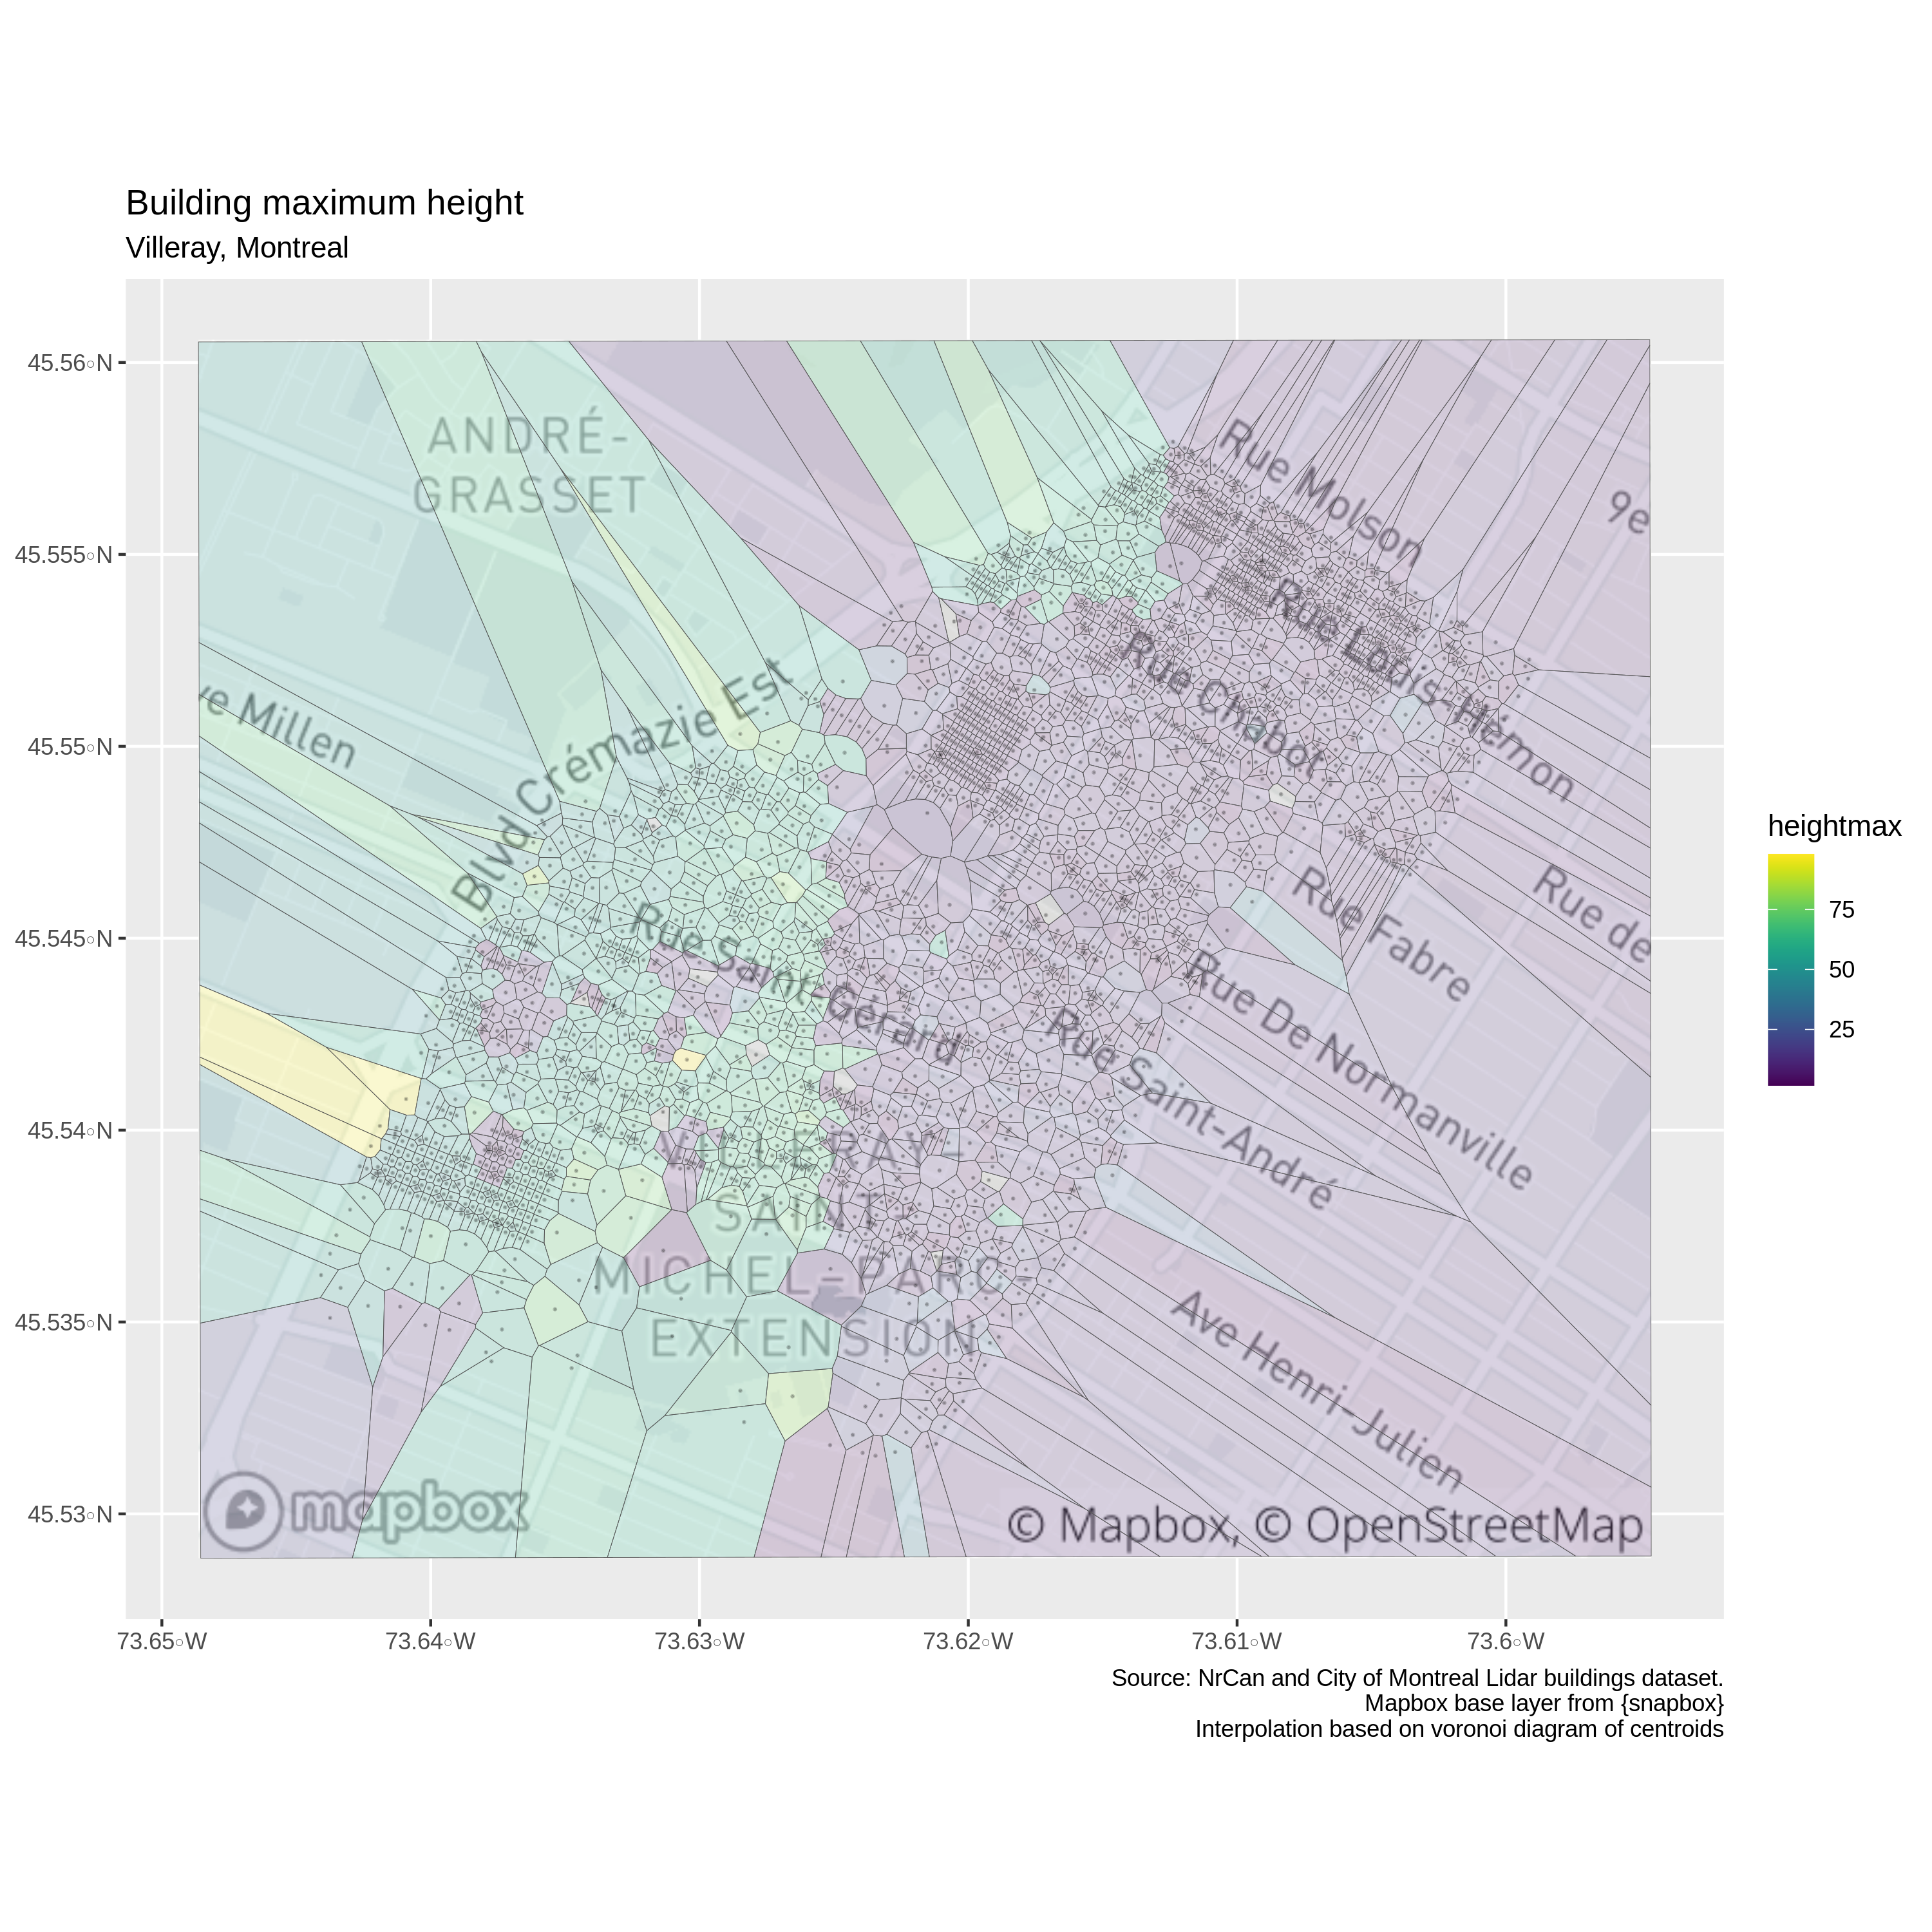 Building maximum height
Villeray, Montreal
45.56°N
45.555°N
45.55°N
45.545°N
45.54°N
45.535°N
45.53°N
73.65°W
73.64°W
73.63°W
73.62°W
73.61°W
73.6°W
ANDRÉ-
GRASSET
Rue Molson
9e
Rue Louis-Hémon
Rue Chabot
ve Millen
Blvd. Crémazie Est
Rue Saint-Gérard
Rue Fabre
Rue de
Rue De Normanville
Rue Saint-André
VILLERAY-
SAINT-
MICHEL-PARC-
EXTENSION
Ave Henri-Julien
mapbox
© Mapbox, © OpenStreetMap
heightmax
75
50
25
Source: NrCan and City of Montreal Lidar buildings dataset.
Mapbox base layer from {snapbox}
Interpolation based on voronoi diagram of centroids